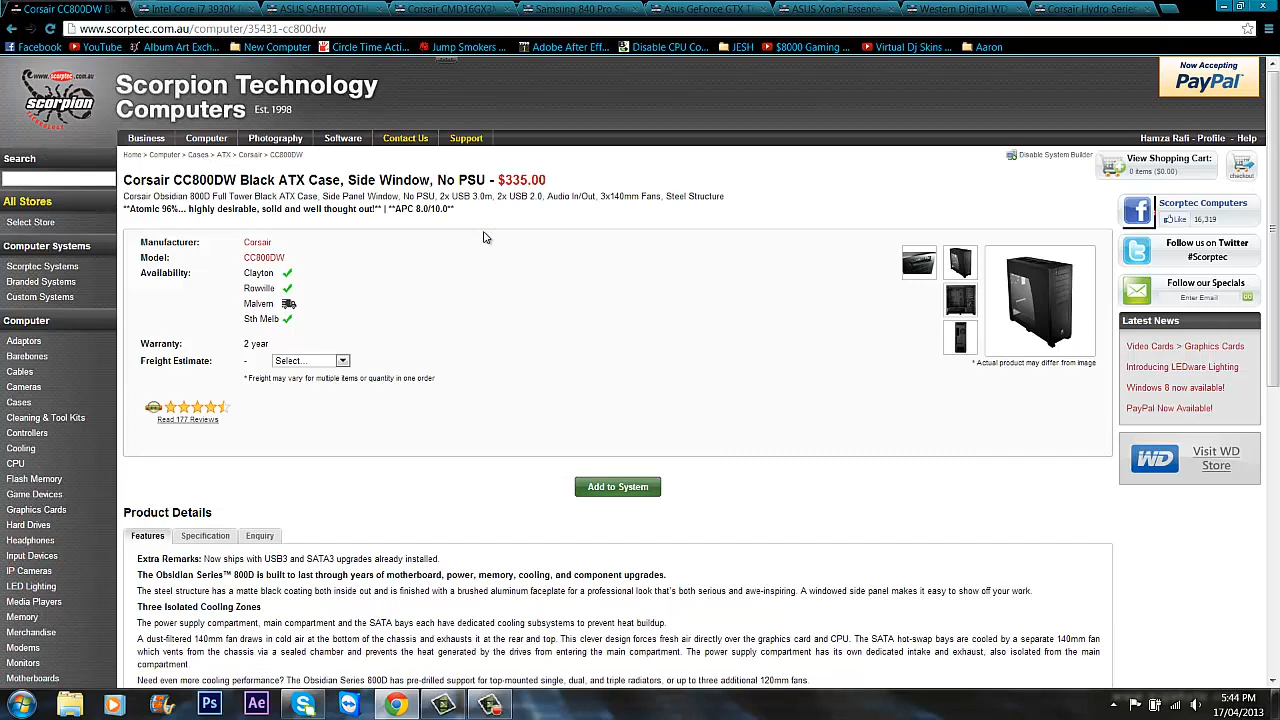 Corsair CC800DW Bl
Intel Core i7 3930K
ASUS SABERTOOTH
Corsair CMD16GX3M
Samsung 840 Pro Se
Asus GeForce GTX T
ASUS Xonar Essence
Western Digital WD
Corsair Hydro Series
www.scorptec.com.au/computer/35431-cc800dw
Facebook
YouTube
Album Art Exch...
New Compute...
Circle Time Acti...
Jump Smokers ...
Adobe After Eff...
Disable CPU Co...
JESH
$8000 Gaming ...
Virtual Dj Skins ...
Aaron
www.scorptec.com.au
scorpion
TECHNOLOGY
Scorpion Technology
Computers Est. 1998
Now Accepting
PayPal
Business Computer Photography Software Contact Us Support
Hamza Rafi - Profile - Help
Search
Home > Computer > Cases > ATX > Corsair > CC800DW
Disable System Builder
View Shopping Cart:
0 items ($0.00)
checkout
Corsair CC800DW Black ATX Case, Side Window, No PSU - $335.00
Corsair Obsidian 800D Full Tower Black ATX Case, Side Panel Window, No PSU, 2x USB 3.0m, 2x USB 2.0, Audio In/Out, 3x140mm Fans, Steel Structure
**Atomic 96%... highly desirable, solid and well thought out!** | **APC 8.0/10.0**
All Stores
Select Store
Computer Systems
Scorptec Systems
Branded Systems
Custom Systems
Computer
Adaptors
Barebones
Cables
Cameras
Cases
Cleaning & Tool Kits
Controllers
Cooling
CPU
Flash Memory
Game Devices
Graphics Cards
Hard Drives
Headphones
Input Devices
IP Cameras
LED Lighting
Media Players
Memory
Merchandise
Modems
Monitors
Motherboards
Manufacturer: Corsair
Model: CC800DW
Availability: Clayton
Rowville
Malvern
Sth Melb
Warranty: 2 year
Freight Estimate: - Select...
* Freight may vary for multiple items or quantity in one order
Read 177 Reviews
* Actual product may differ from image
Add to System
Scorptec Computers
Like 16,319
Follow us on Twitter
#Scorptec
Follow our Specials
Enter Email
GO
Latest News
Video Cards > Graphics Cards
Introducing LEDware Lighting
Windows 8 now available!
PayPal Now Available!
WD
Visit WD
Store
Product Details
Features Specification Enquiry
Extra Remarks: Now ships with USB3 and SATA3 upgrades already installed.
The Obsidian Series™ 800D is built to last through years of motherboard, power, memory, cooling, and component upgrades.
The steel structure has a matte black coating both inside out and is finished with a brushed aluminum faceplate for a professional look that's both serious and awe-inspiring. A windowed side panel makes it easy to show off your work.
Three Isolated Cooling Zones
The power supply compartment, main compartment and the SATA bays each have dedicated cooling subsystems to prevent heat buildup.
A dust-filtered 140mm fan draws in cold air at the bottom of the chassis and exhausts it at the rear and top. This clever design forces fresh air directly over the graphics card and CPU. The SATA hot-swap bays are cooled by a separate 140mm fan
which vents from the chassis via a sealed chamber and prevents the heat generated by the drives from entering the main compartment. The power supply compartment has its own dedicated intake and exhaust, also isolated from the main
compartment.
Need even more cooling performance? The Obsidian Series 800D has pre-drilled support for top-mounted single, dual, and triple radiators, or up to three additional 120mm fans.
Ps
Ae
5:44 PM
17/04/2013